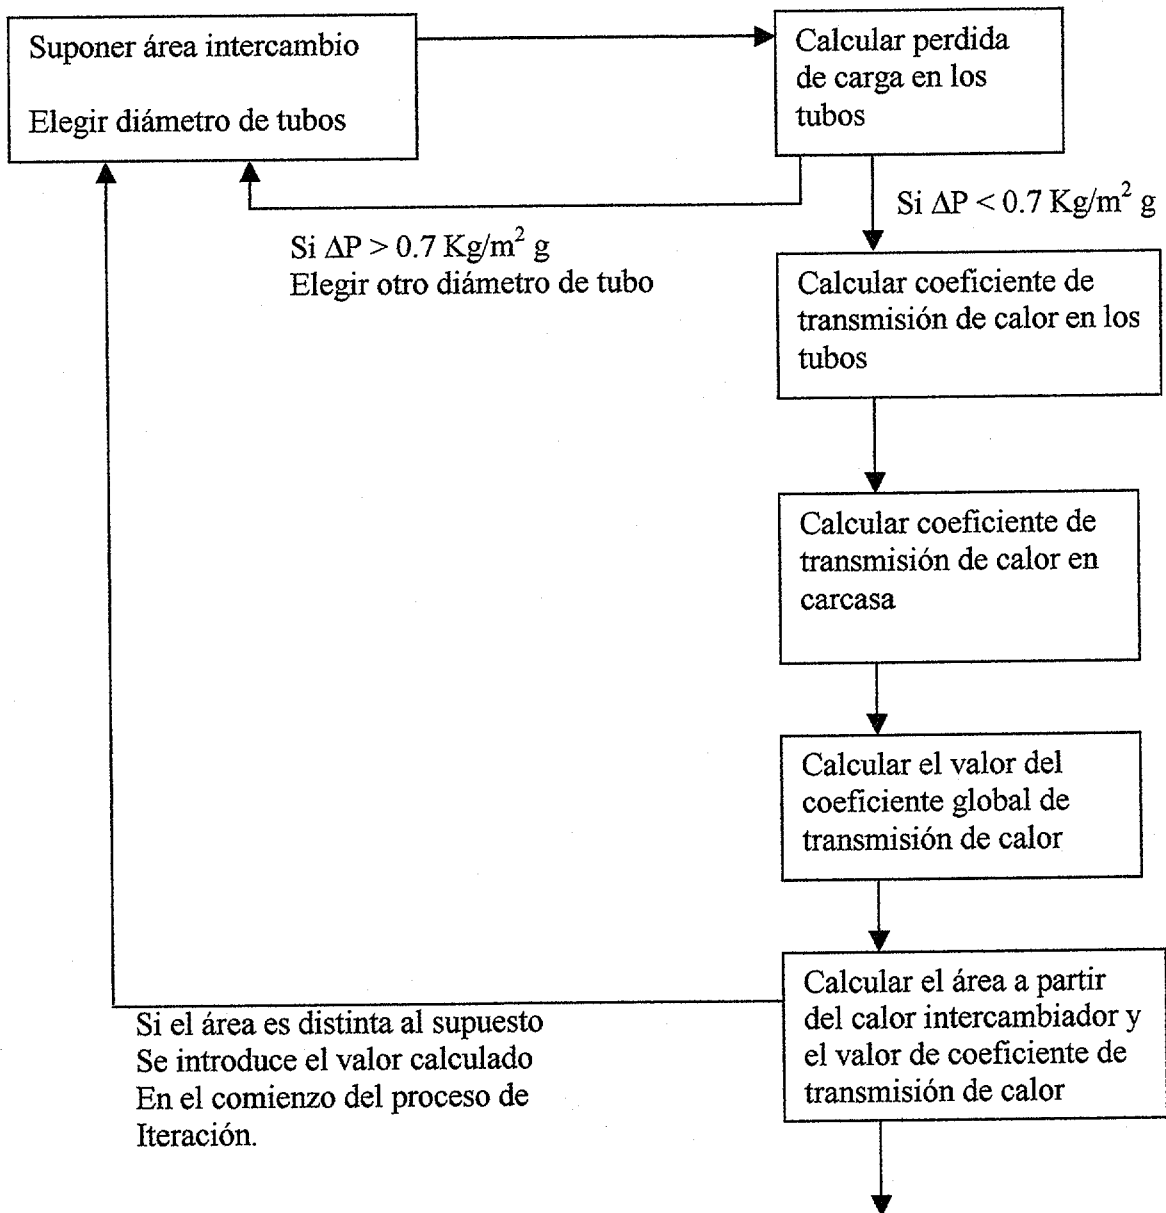 Suponer área intercambio
Elegir diámetro de tubos
Calcular perdida
de carga en los
tubos
Si ΔP < 0.7 Kg/m² g
Si ΔP > 0.7 Kg/m² g
Elegir otro diámetro de tubo
Calcular coeficiente de
transmisión de calor en los
tubos
Calcular coeficiente de
transmisión de calor en
carcasa
Calcular el valor del
coeficiente global de
transmisión de calor
Calcular el área a partir
del calor intercambiador y
el valor de coeficiente de
transmisión de calor
Si el área es distinta al supuesto
Se introduce el valor calculado
En el comienzo del proceso de
Iteración.